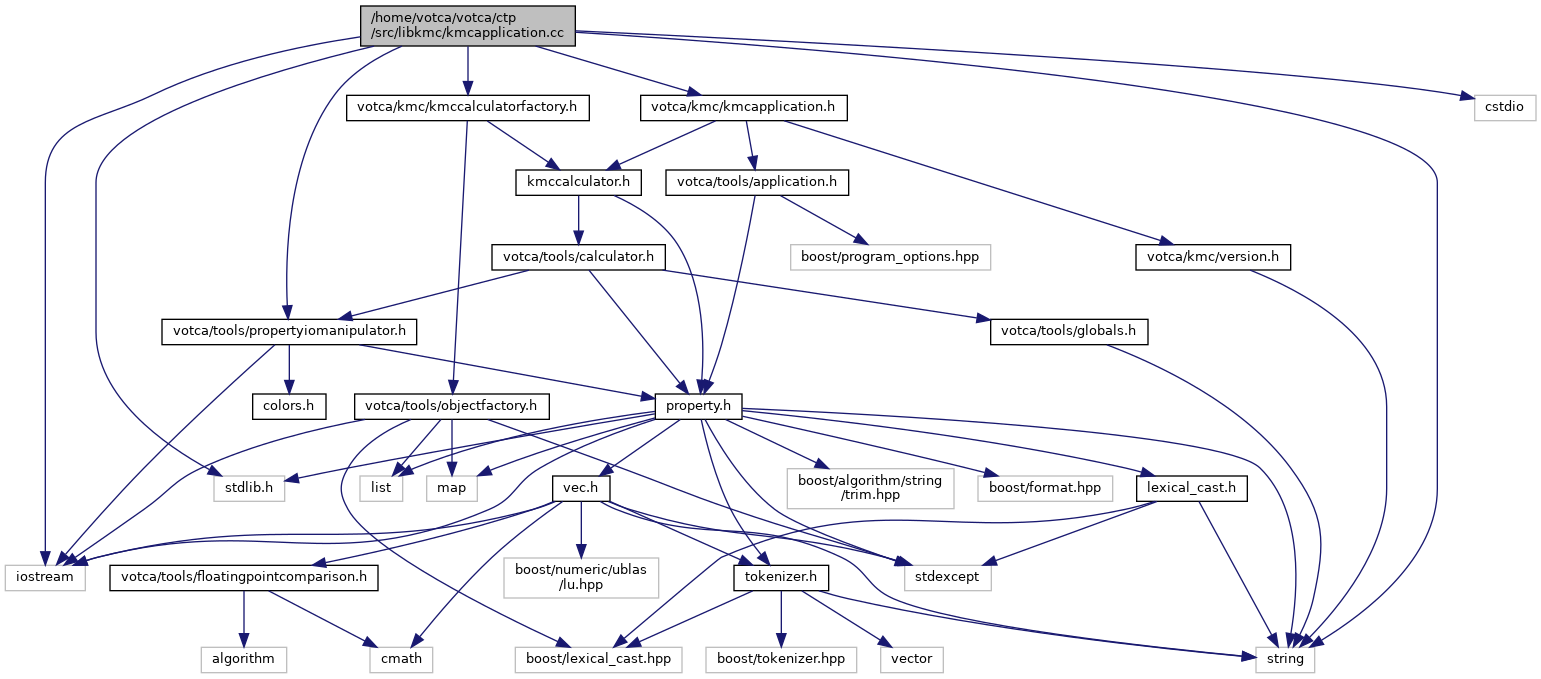 /home/votca/votca/ctp
/src/libkmc/kmcapplication.cc
votca/kmc/kmccalculatorfactory.h
votca/kmc/kmcapplication.h
cstdio
kmccalculator.h
votca/tools/application.h
votca/tools/calculator.h
boost/program_options.hpp
votca/kmc/version.h
votca/tools/propertyiomanipulator.h
votca/tools/globals.h
colors.h
votca/tools/objectfactory.h
property.h
stdlib.h
list
map
vec.h
boost/algorithm/string
/trim.hpp
boost/format.hpp
lexical_cast.h
iostream
votca/tools/floatingpointcomparison.h
boost/numeric/ublas
/lu.hpp
tokenizer.h
stdexcept
algorithm
cmath
boost/lexical_cast.hpp
boost/tokenizer.hpp
vector
string